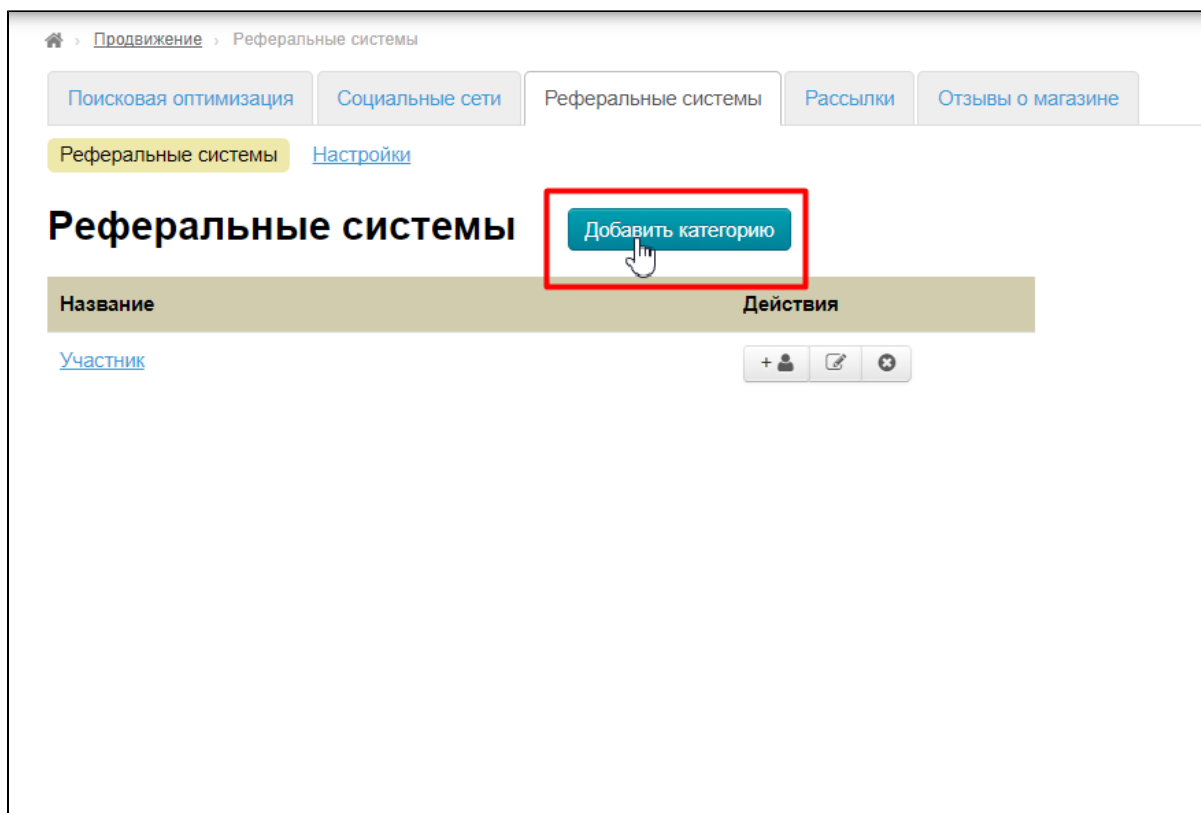 Продвижение › Реферальные системы
Поисковая оптимизация Социальные сети Реферальные системы Рассылки Отзывы о магазине
Реферальные системы Настройки
Реферальные системы Добавить категорию
Название Действия
Участник +